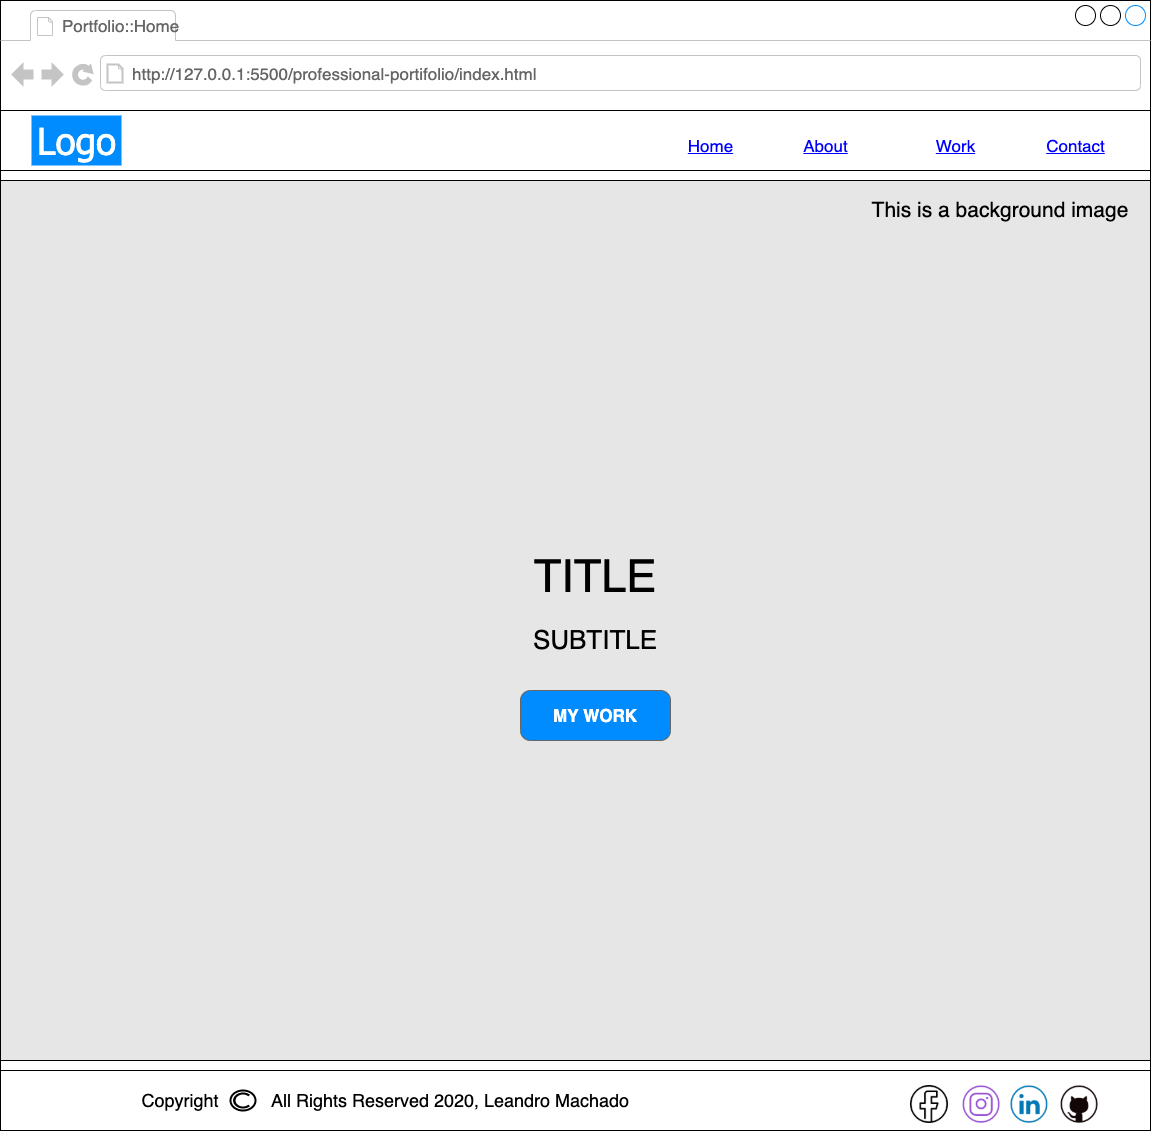 Portfolio::Home
http://127.0.0.1:5500/professional-portifolio/index.html
Logo
Home About Work Contact
This is a background image
TITLE
SUBTITLE
MY WORK
Copyright © All Rights Reserved 2020, Leandro Machado
in